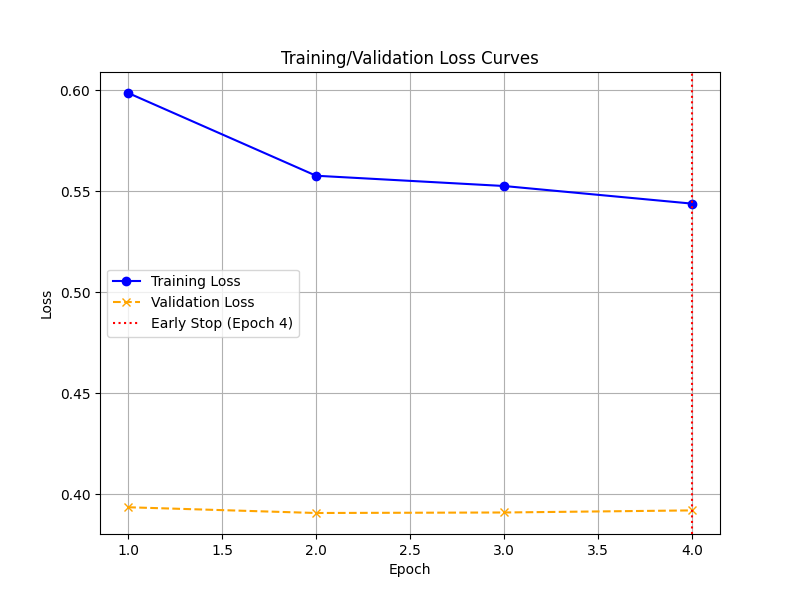 Training/Validation Loss Curves
0.60
0.55
0.50
0.45
0.40
Loss
Training Loss
Validation Loss
Early Stop (Epoch 4)
1.0 1.5 2.0 2.5 3.0 3.5 4.0
Epoch